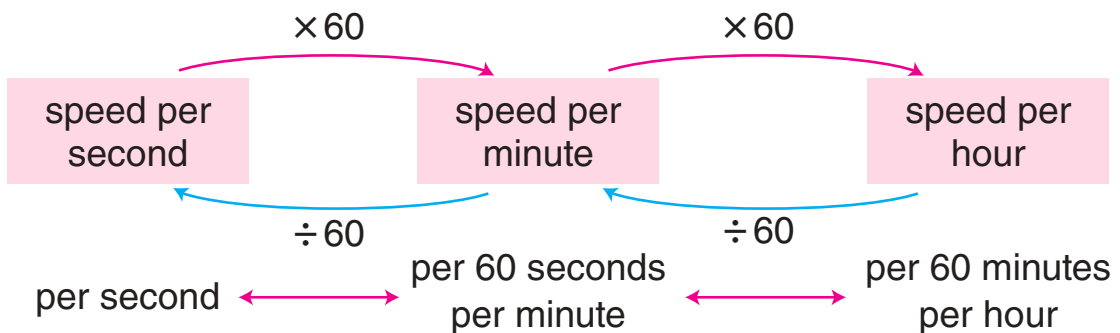 ×60 ×60
speed per
second
speed per
minute
speed per
hour
÷60 ÷60
per second
per 60 seconds
per minute
per 60 minutes
per hour